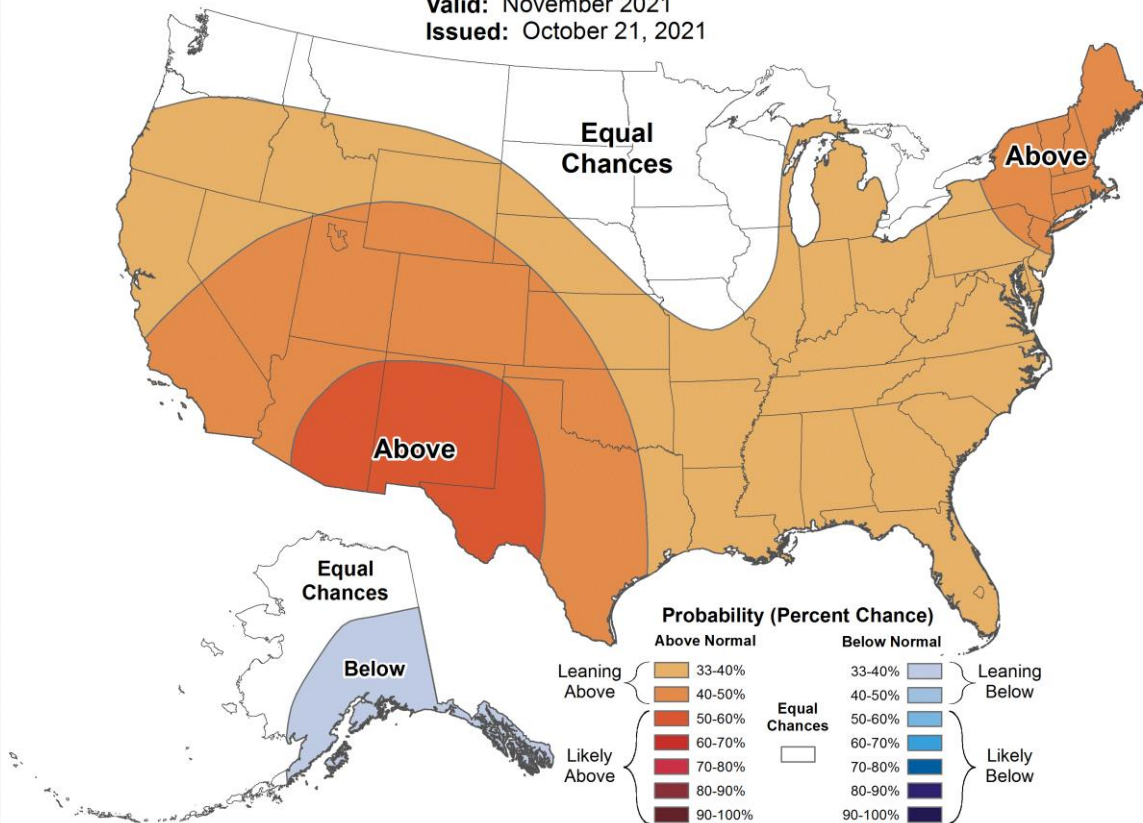 Valid: November 2021
Issued: October 21, 2021
Equal
Chances
Above
Above
Equal
Chances
Below
Probability (Percent Chance)
Above Normal
Below Normal
Leaning
Above
33-40%
40-50%
Likely
Above
50-60%
60-70%
70-80%
80-90%
90-100%
Equal
Chances
33-40%
40-50%
Leaning
Below
50-60%
60-70%
70-80%
80-90%
90-100%
Likely
Below